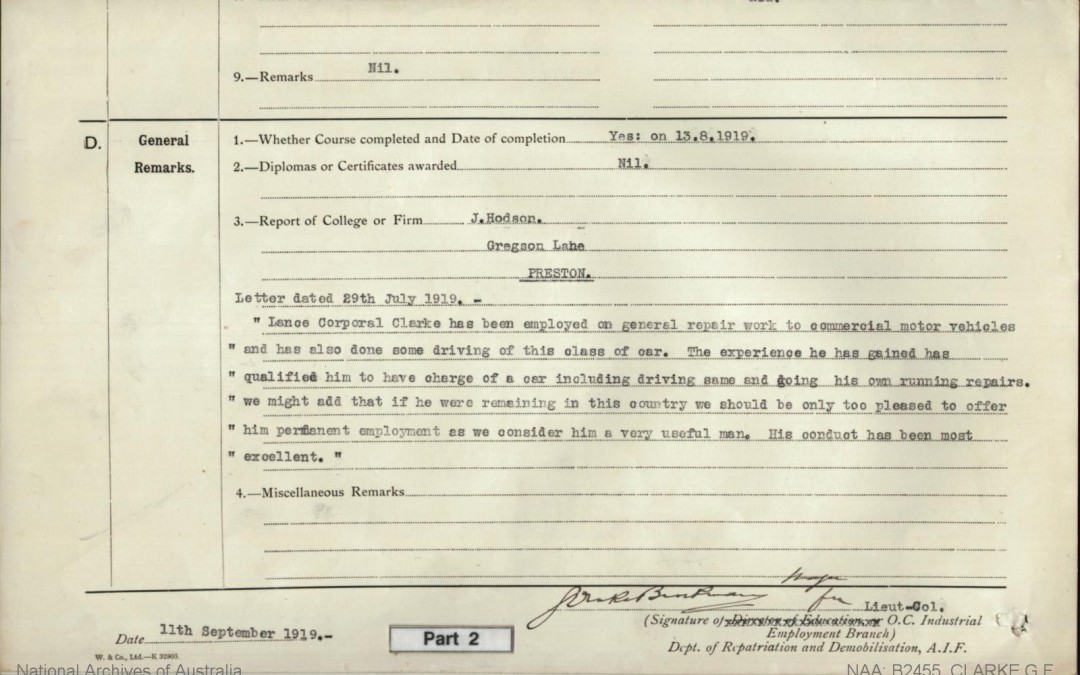 9.—Remarks Nil.
D. General Remarks.
1.—Whether Course completed and Date of completion Yes: on 13.8.1919.
2.—Diplomas or Certificates awarded Nil.
3.—Report of College or Firm J.Hodson.
Gregson Lahe
PRESTON.
Letter dated 29th July 1919. -
" Lance Corporal Clarke has been employed on general repair work to commercial motor vehicles
" and has also done some driving of this class of car. The experience he has gained has
" qualified him to have charge of a car including driving same and doing his own running repairs.
" we might add that if he were remaining in this country we should be only too pleased to offer
" him permanent employment as we consider him a very useful man. His conduct has been most
" excellent. "
4.—Miscellaneous Remarks
Major
for Lieut-Col.
(Signature of Director of Education or O.C. Industrial
Employment Branch)
Dept. of Repatriation and Demobilisation, A.I.F.
Date 11th September 1919.-
Part 2
W. & Co., Ltd.—K 32903.
National Archives of Australia
NAA: B2455, CLARKE G F